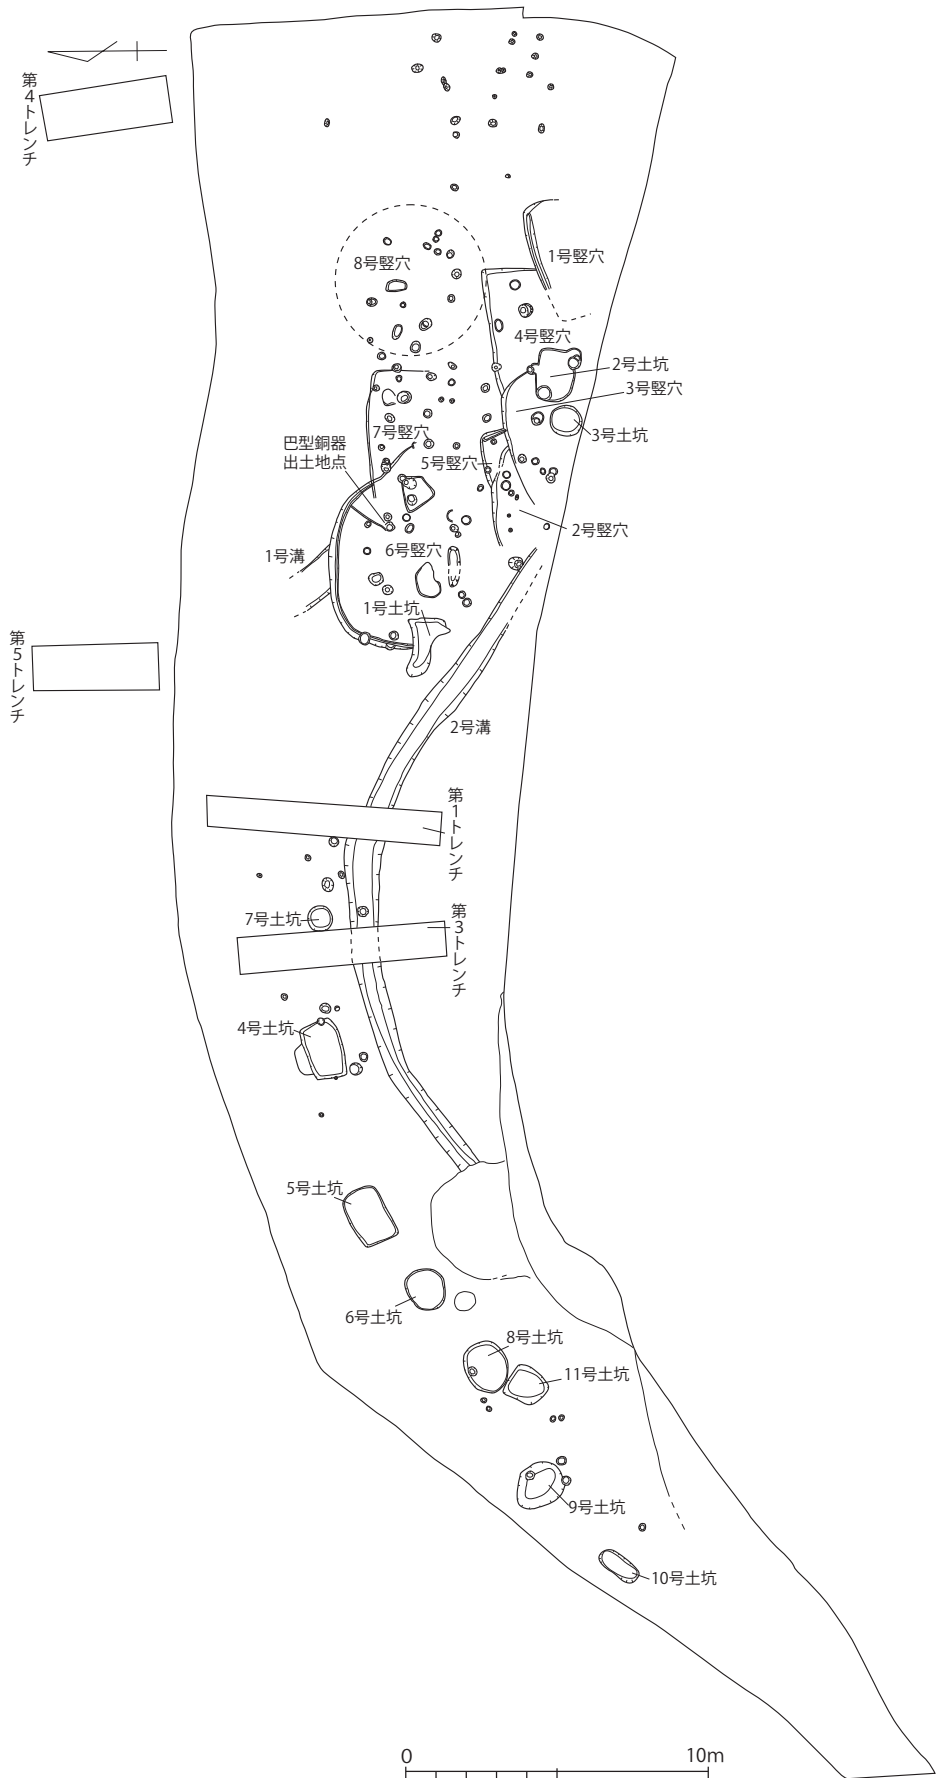 第4トレンチ
1号竪穴
8号竪穴
4号竪穴
2号土坑
3号竪穴
7号竪穴
3号土坑
巴型銅器
出土地点
5号竪穴
2号竪穴
1号溝
6号竪穴
1号土坑
第5トレンチ
2号溝
第1トレンチ
7号土坑
第3トレンチ
4号土坑
5号土坑
6号土坑
8号土坑
11号土坑
9号土坑
10号土坑
0
10m